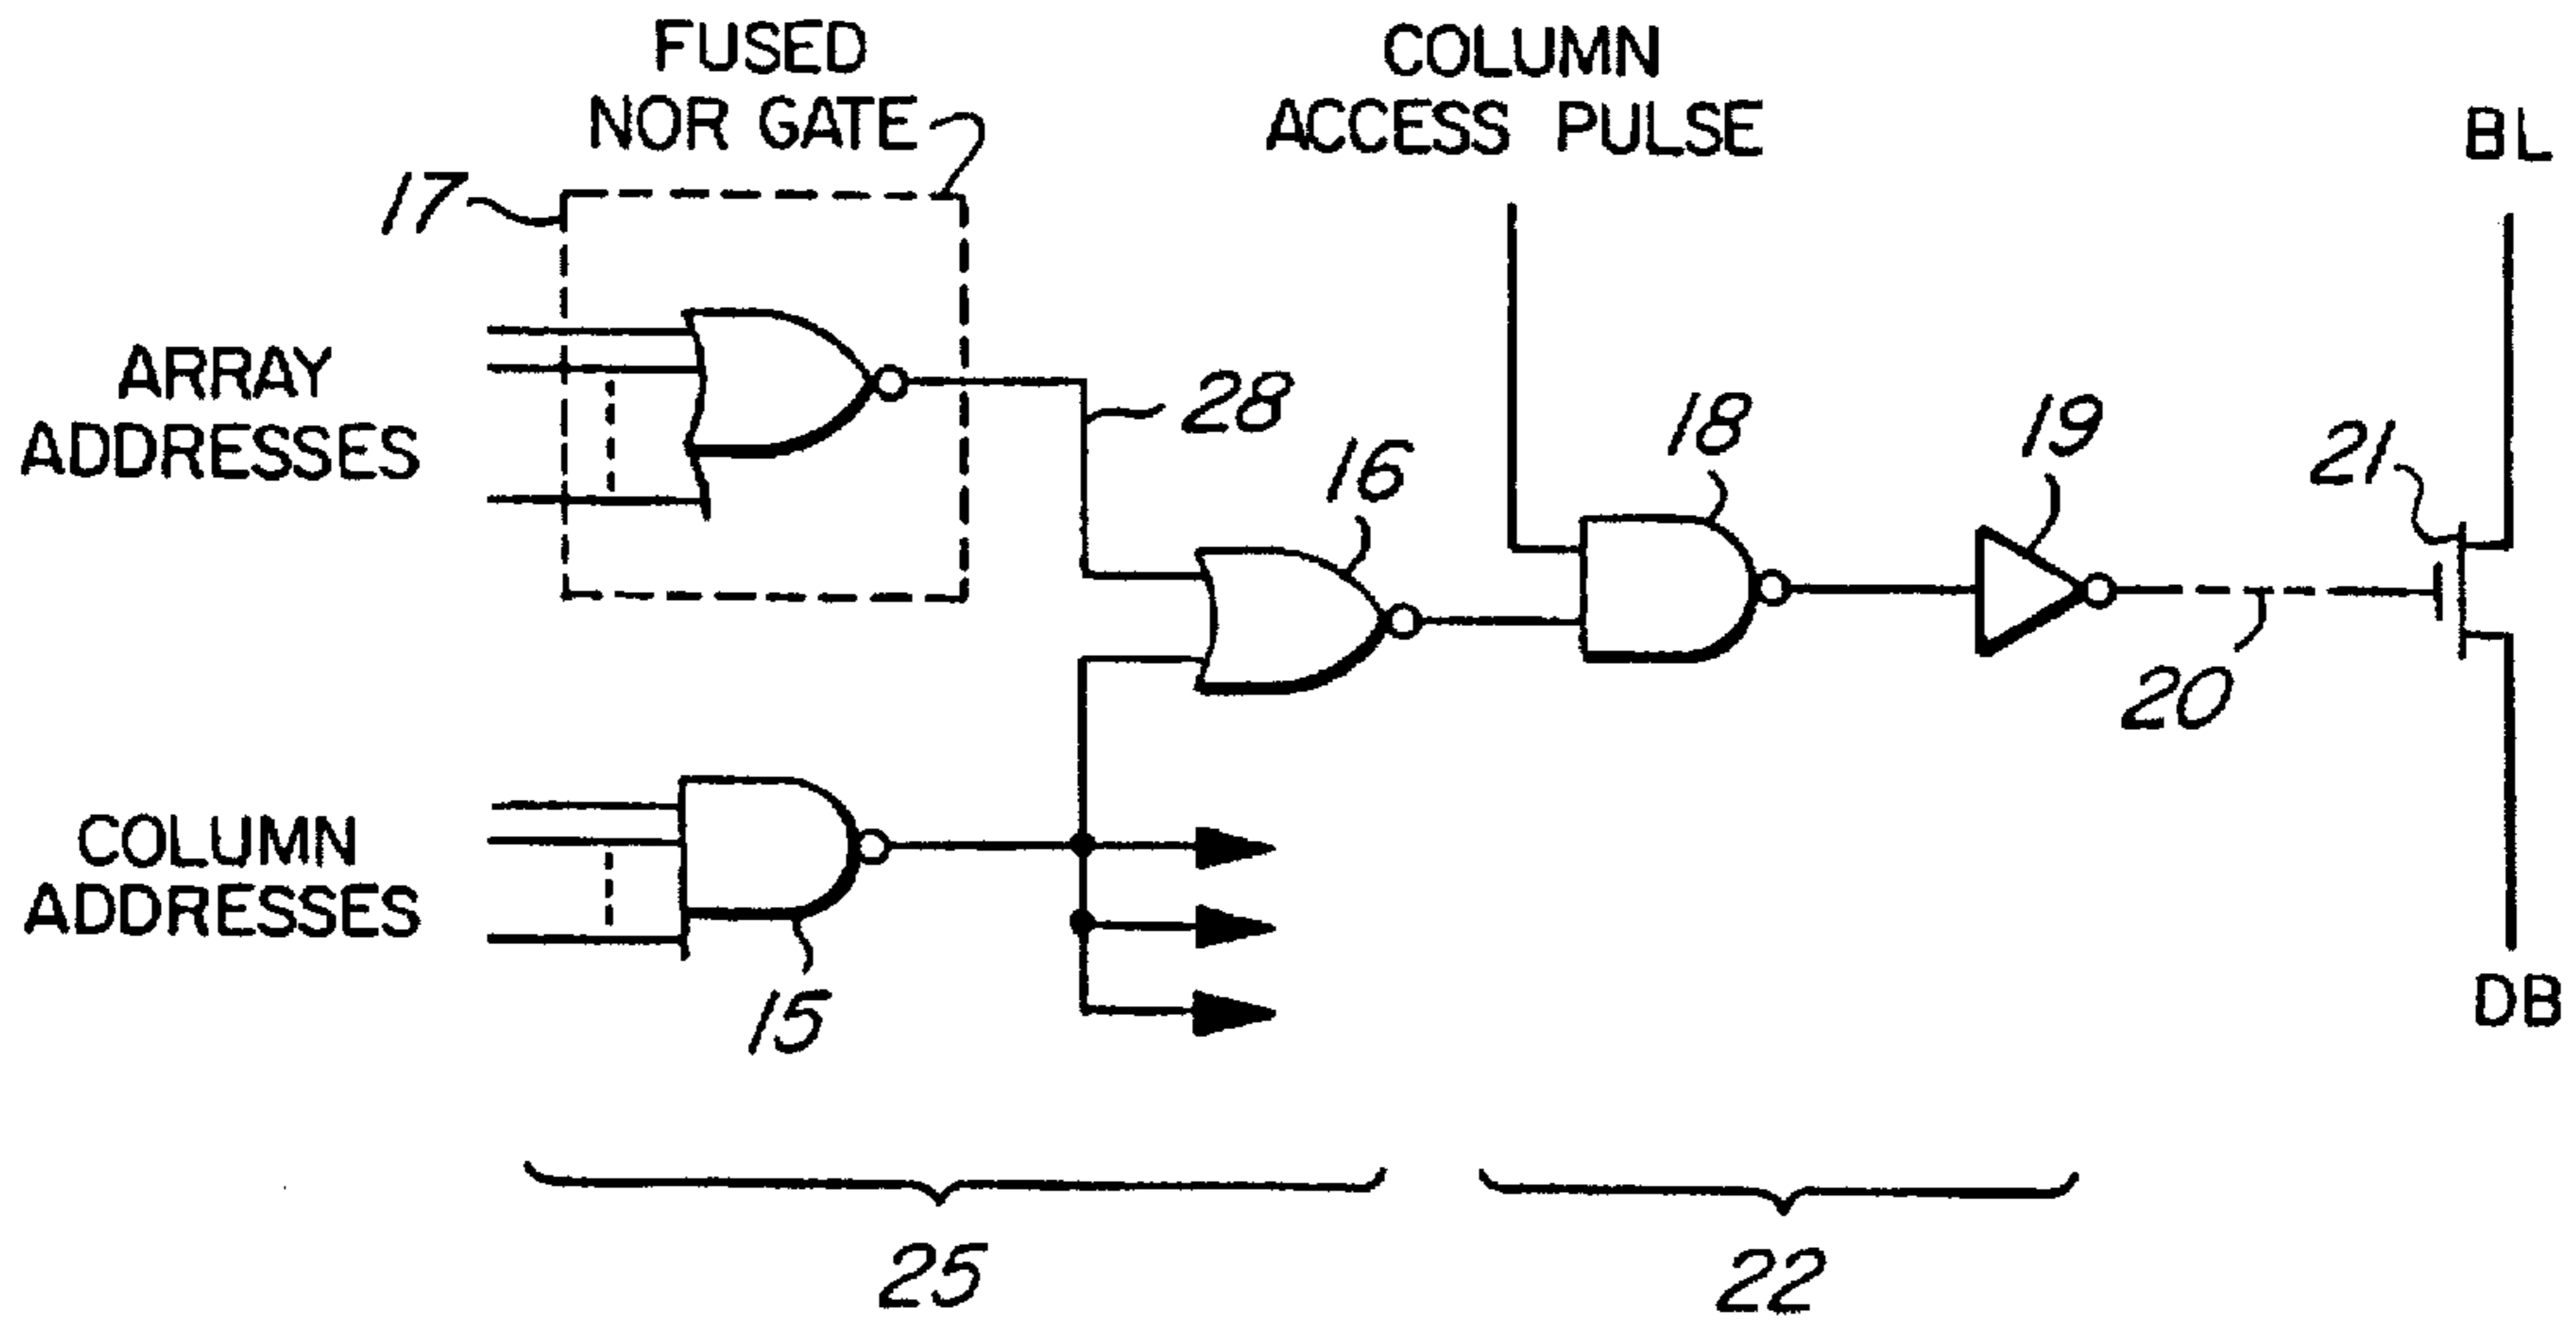 FUSED
NOR GATE
COLUMN
ACCESS PULSE
BL
17
ARRAY
ADDRESSES
28
16
18
19
21
20
COLUMN
ADDRESSES
15
DB
25
22